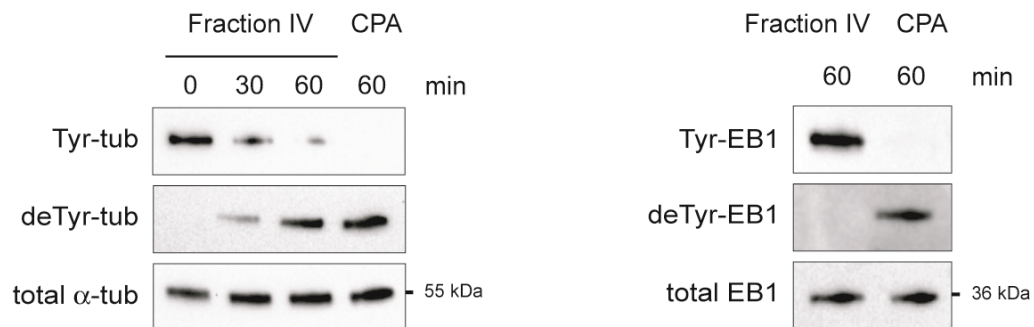 Fraction IV CPA
0 30 60 60 min
Tyr-tub
deTyr-tub
total α-tub
55 kDa
Fraction IV CPA
60 60 min
Tyr-EB1
deTyr-EB1
total EB1
36 kDa